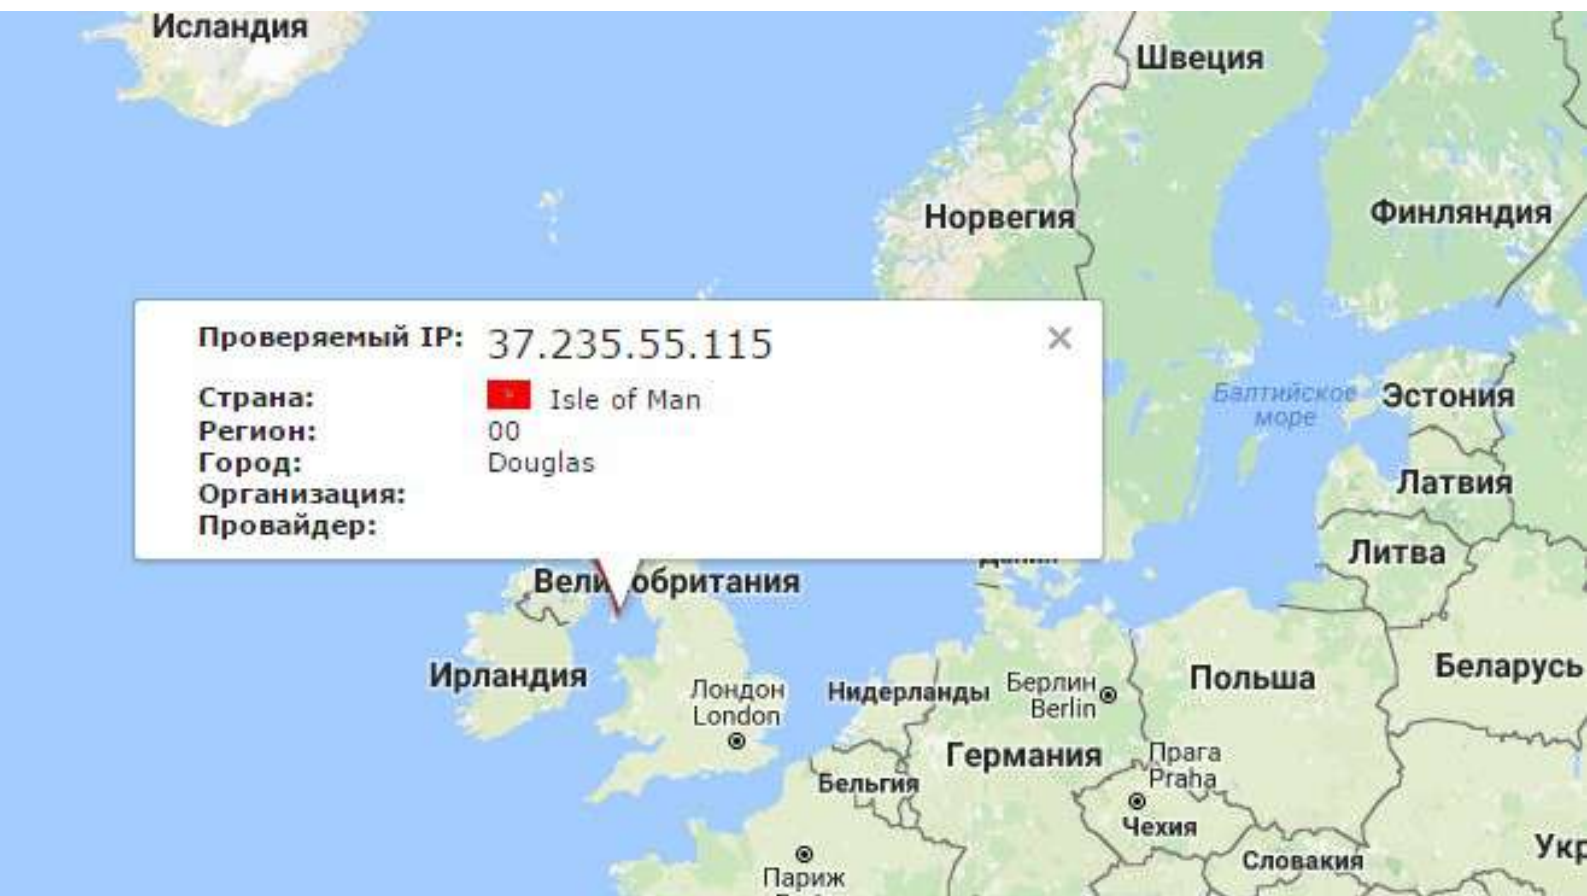 Исландия
Швеция
Норвегия
Финляндия
Проверяемый IP: 37.235.55.115
Страна: Isle of Man
Регион: 00
Город: Douglas
Организация:
Провайдер:
Балтийское
море
Эстония
Латвия
Литва
Великобритания
Ирландия
Лондон
London
Нидерланды
Берлин
Berlin
Польша
Беларусь
Германия
Прага
Praha
Бельгия
Чехия
Словакия
Укр
Париж